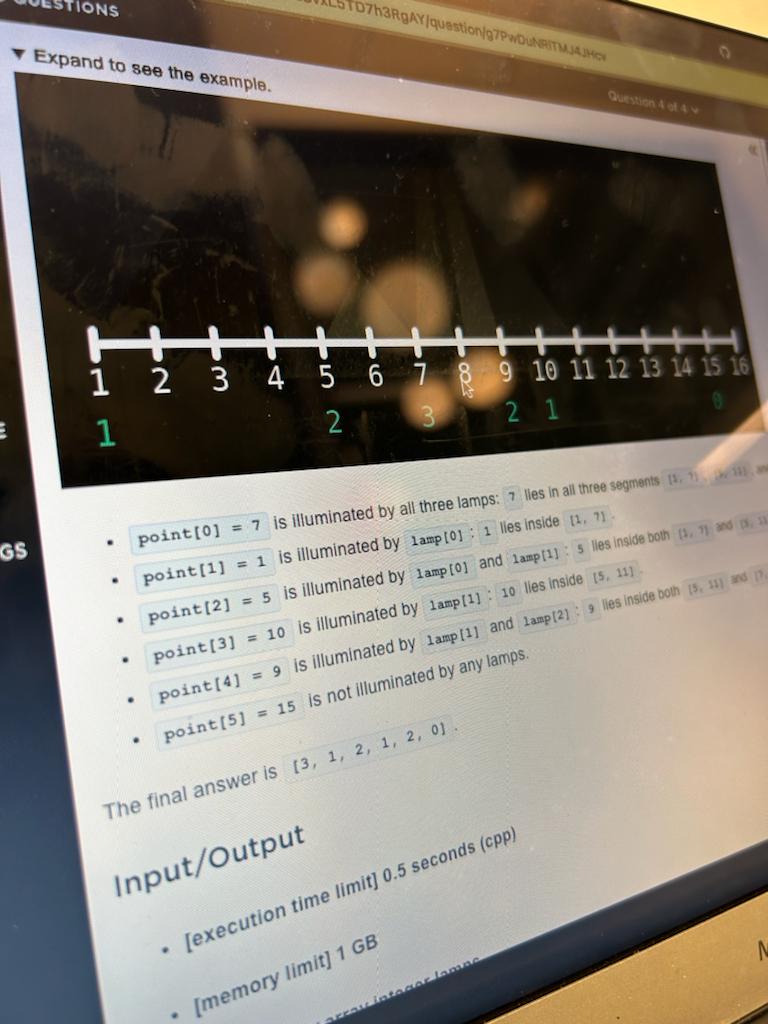 QUESTIONS
▼ Expand to see the example.
Question 4 of 4
1 2 3 4 5 6 7 8 9 10 11 12 13 14 15 16
1 2 3 2 1 0
• point[0] = 7 is illuminated by all three lamps: 7 lies in all three segments [1, 7], [5, 11],
• point[1] = 1 is illuminated by lamp[0]: 1 lies inside [1, 7].
• point[2] = 5 is illuminated by lamp[0] and lamp[1]: 5 lies inside both [1, 7] and [5, 11]
• point[3] = 10 is illuminated by lamp[1]: 10 lies inside [5, 11].
• point[4] = 9 is illuminated by lamp[1] and lamp[2]: 9 lies inside both [5, 11] and [7,
• point[5] = 15 is not illuminated by any lamps.
The final answer is [3, 1, 2, 1, 2, 0].
GS
Input/Output
• [execution time limit] 0.5 seconds (cpp)
• [memory limit] 1 GB
array.integer lamps